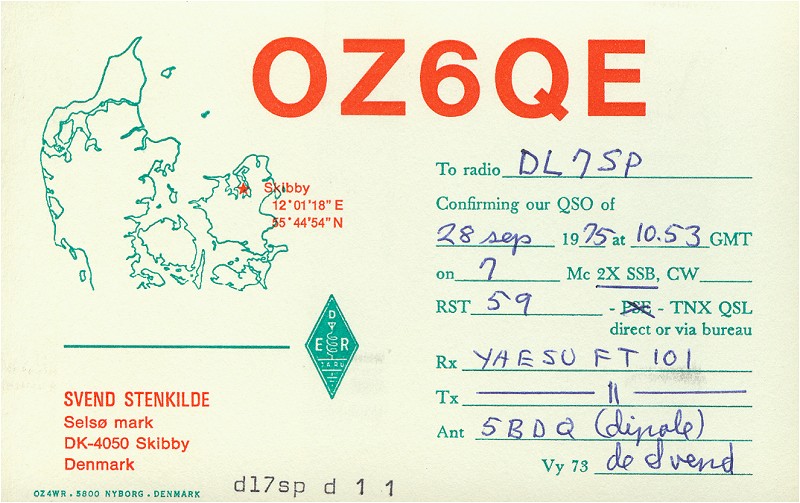 OZ6QE
Skibby
12°01'18" E
55°44'54" N
To radio DL7SP
Confirming our QSO of
28 sep 1975 at 10.53 GMT
on 7 Mc 2X SSB, CW
RST 59 - PSE - TNX QSL
direct or via bureau
Rx YAESU FT 101
Tx —— 11 ——
Ant 5BDQ (dipole)
Vy 73 de Svend
D
E R
I.A.R.U.
SVEND STENKILDE
Selsø mark
DK-4050 Skibby
Denmark
OZ4WR . 5800 NYBORG . DENMARK
dl7sp d 1 1